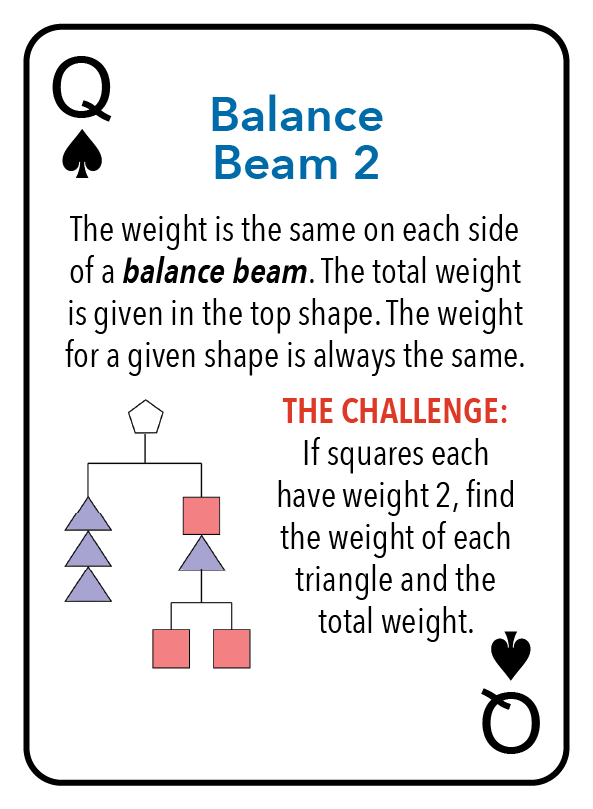 Q
Balance
Beam 2
The weight is the same on each side
of a balance beam. The total weight
is given in the top shape. The weight
for a given shape is always the same.
THE CHALLENGE:
If squares each
have weight 2, find
the weight of each
triangle and the
total weight.
Q